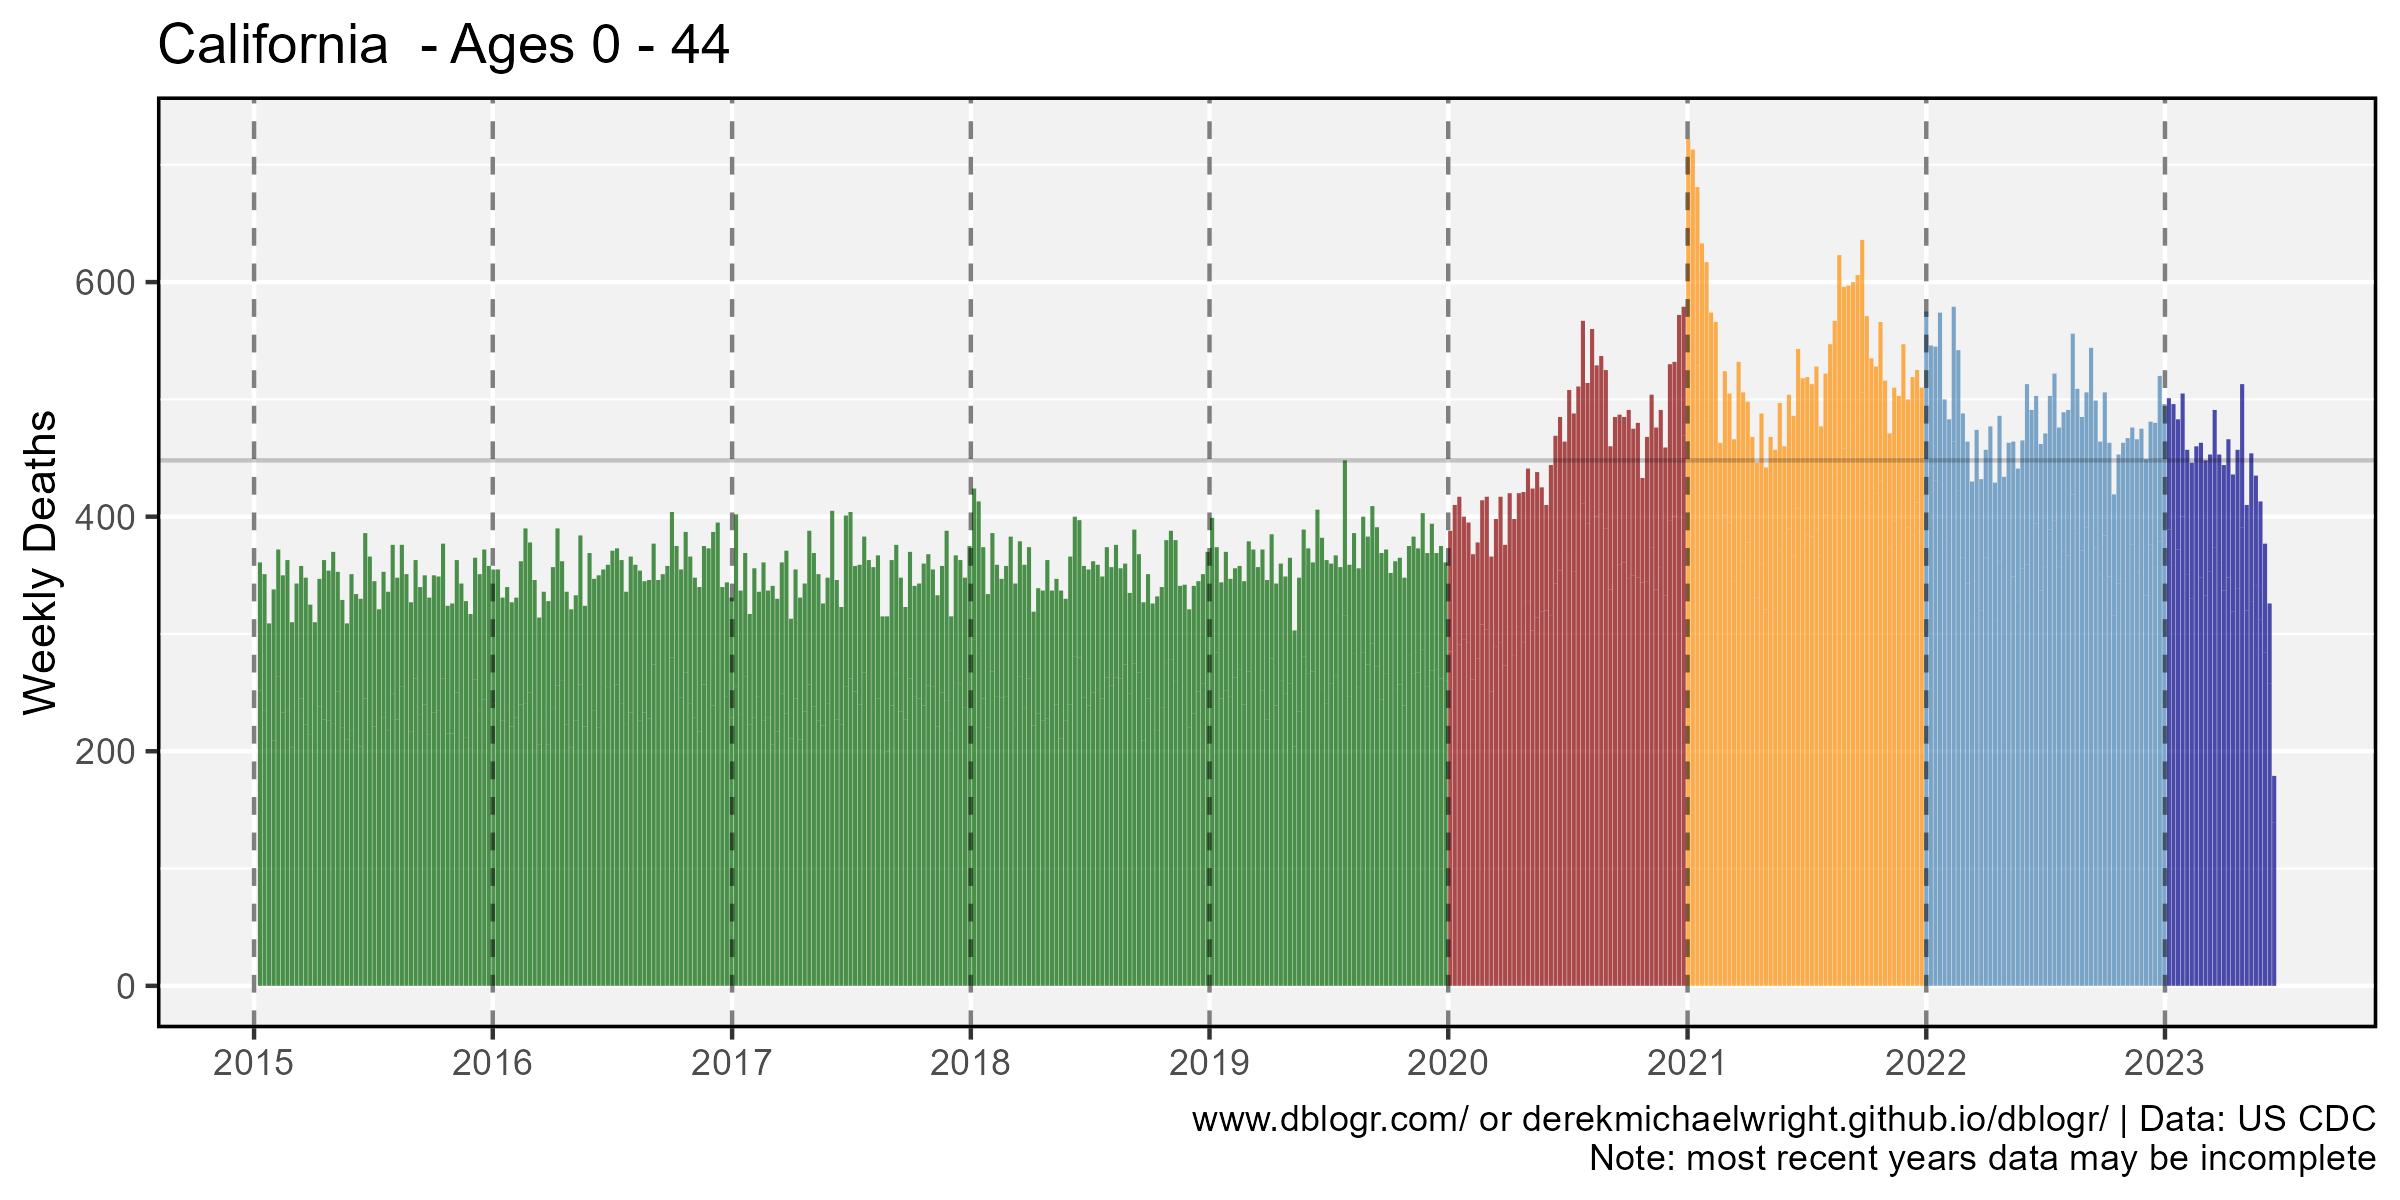 California  - Ages 0 - 44
Weekly Deaths
600
400
200
0
2015 2016 2017 2018 2019 2020 2021 2022 2023
www.dblogr.com/ or derekmichaelwright.github.io/dblogr/ | Data: US CDC
Note: most recent years data may be incomplete